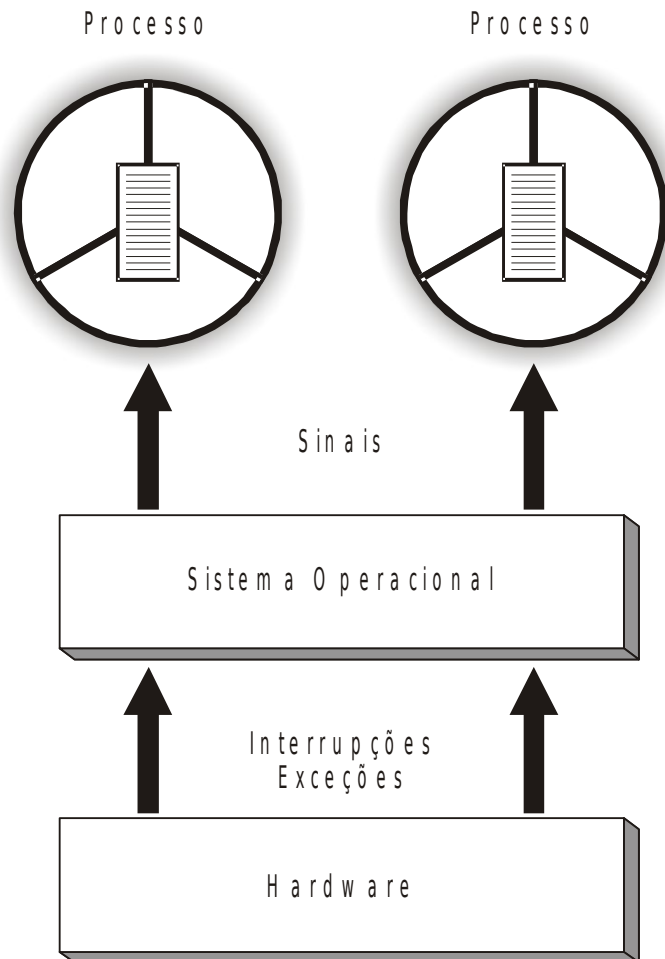 Processo
Processo
Sinais
Sistema Operacional
Interrupções
Exceções
Hardware